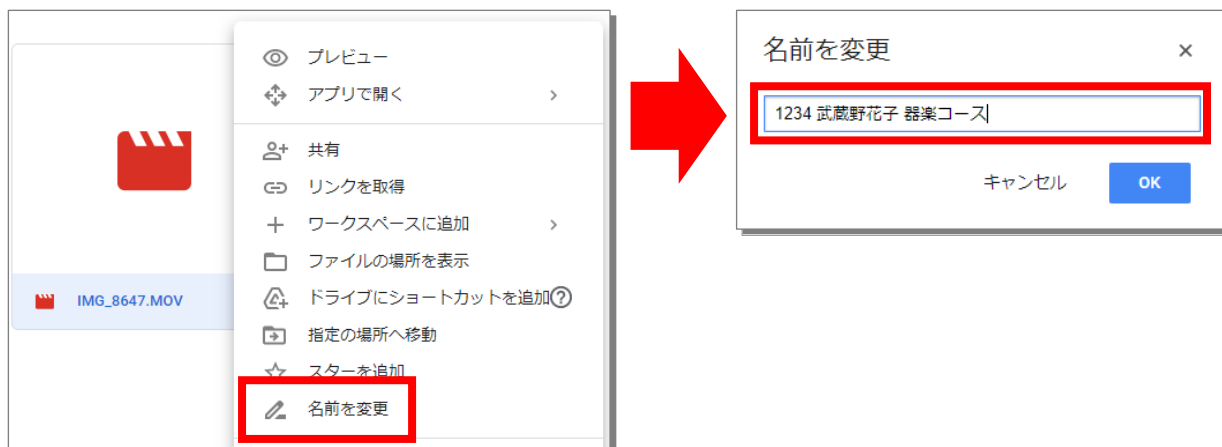 プレビュー
アプリで開く
共有
リンクを取得
ワークスペースに追加
ファイルの場所を表示
ドライブにショートカットを追加
指定の場所へ移動
スターを追加
名前を変更
IMG_8647.MOV
名前を変更
1234 武蔵野花子 器楽コース
キャンセル
OK